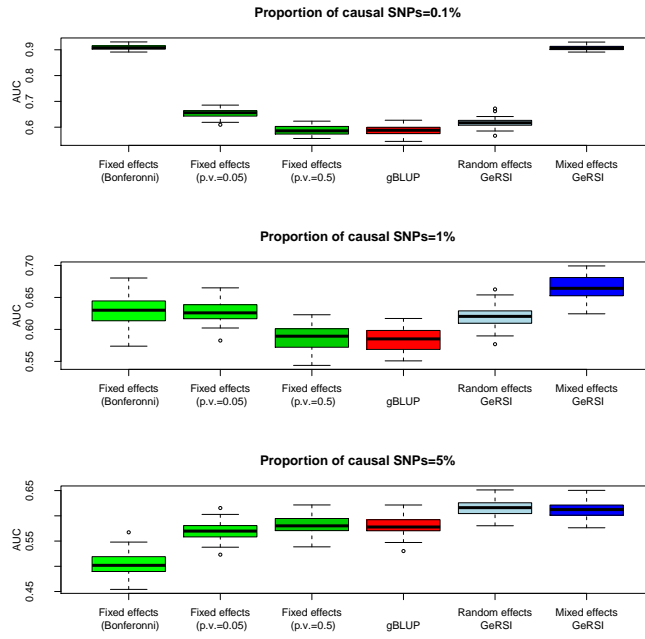 Proportion of causal SNPs=0.1%
AUC
0.9
0.8
0.7
0.6
Fixed effects Fixed effects Fixed effects Random effects Mixed effects
(Bonferonni) (p.v.=0.05) (p.v.=0.5) gBLUP GeRSI GeRSI
Proportion of causal SNPs=1%
AUC
0.70
0.65
0.60
0.55
Fixed effects Fixed effects Fixed effects Random effects Mixed effects
(Bonferonni) (p.v.=0.05) (p.v.=0.5) gBLUP GeRSI GeRSI
Proportion of causal SNPs=5%
AUC
0.65
0.55
0.45
Fixed effects Fixed effects Fixed effects Random effects Mixed effects
(Bonferonni) (p.v.=0.05) (p.v.=0.5) gBLUP GeRSI GeRSI